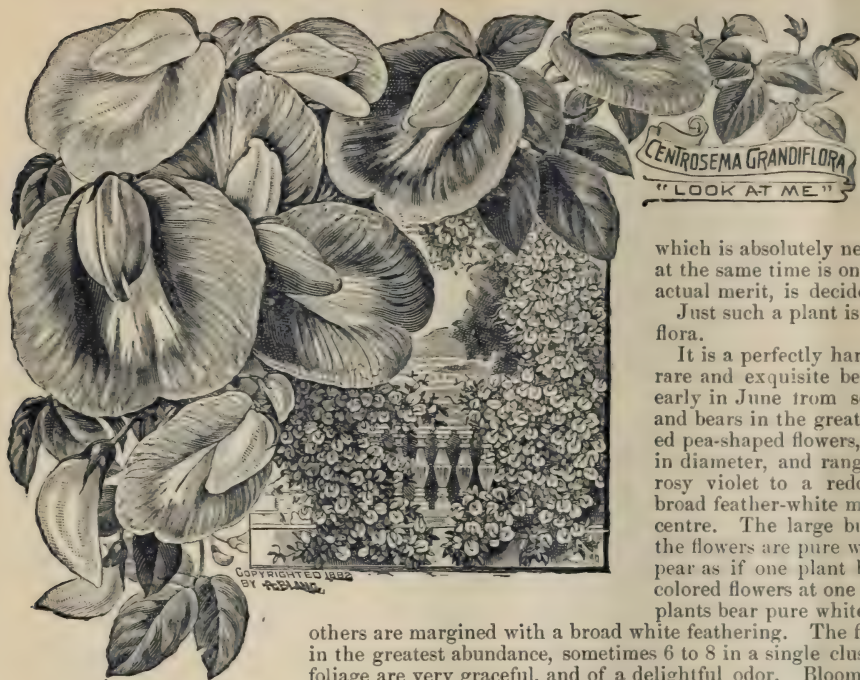 CENTROSEMA GRANDIFLORA
"LOOK AT ME"
which is absolutely ne
at the same time is on
actual merit, is decide
Just such a plant is
flora.
It is a perfectly har
rare and exquisite be
early in June from s
and bears in the great
ed pea-shaped flowers,
in diameter, and rang
rosy violet to a redd
broad feather-white m
centre. The large bu
the flowers are pure w
pear as if one plant b
colored flowers at one
plants bear pure white
COPYRIGHTED 1892
BY A. BLANC
others are margined with a broad white feathering. The f
in the greatest abundance, sometimes 6 to 8 in a single clus
foliage are very graceful, and of a delightful odor. Bloom